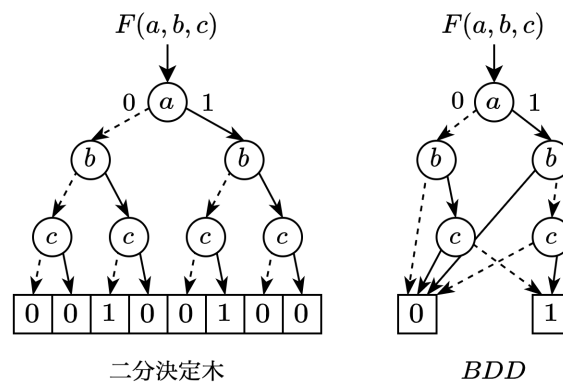 F(a, b, c)
F(a, b, c)
0 a 1
0 a 1
b b
b b
c c c c
c c
0 0 1 0 0 1 0 0
0 1
二分決定木
BDD